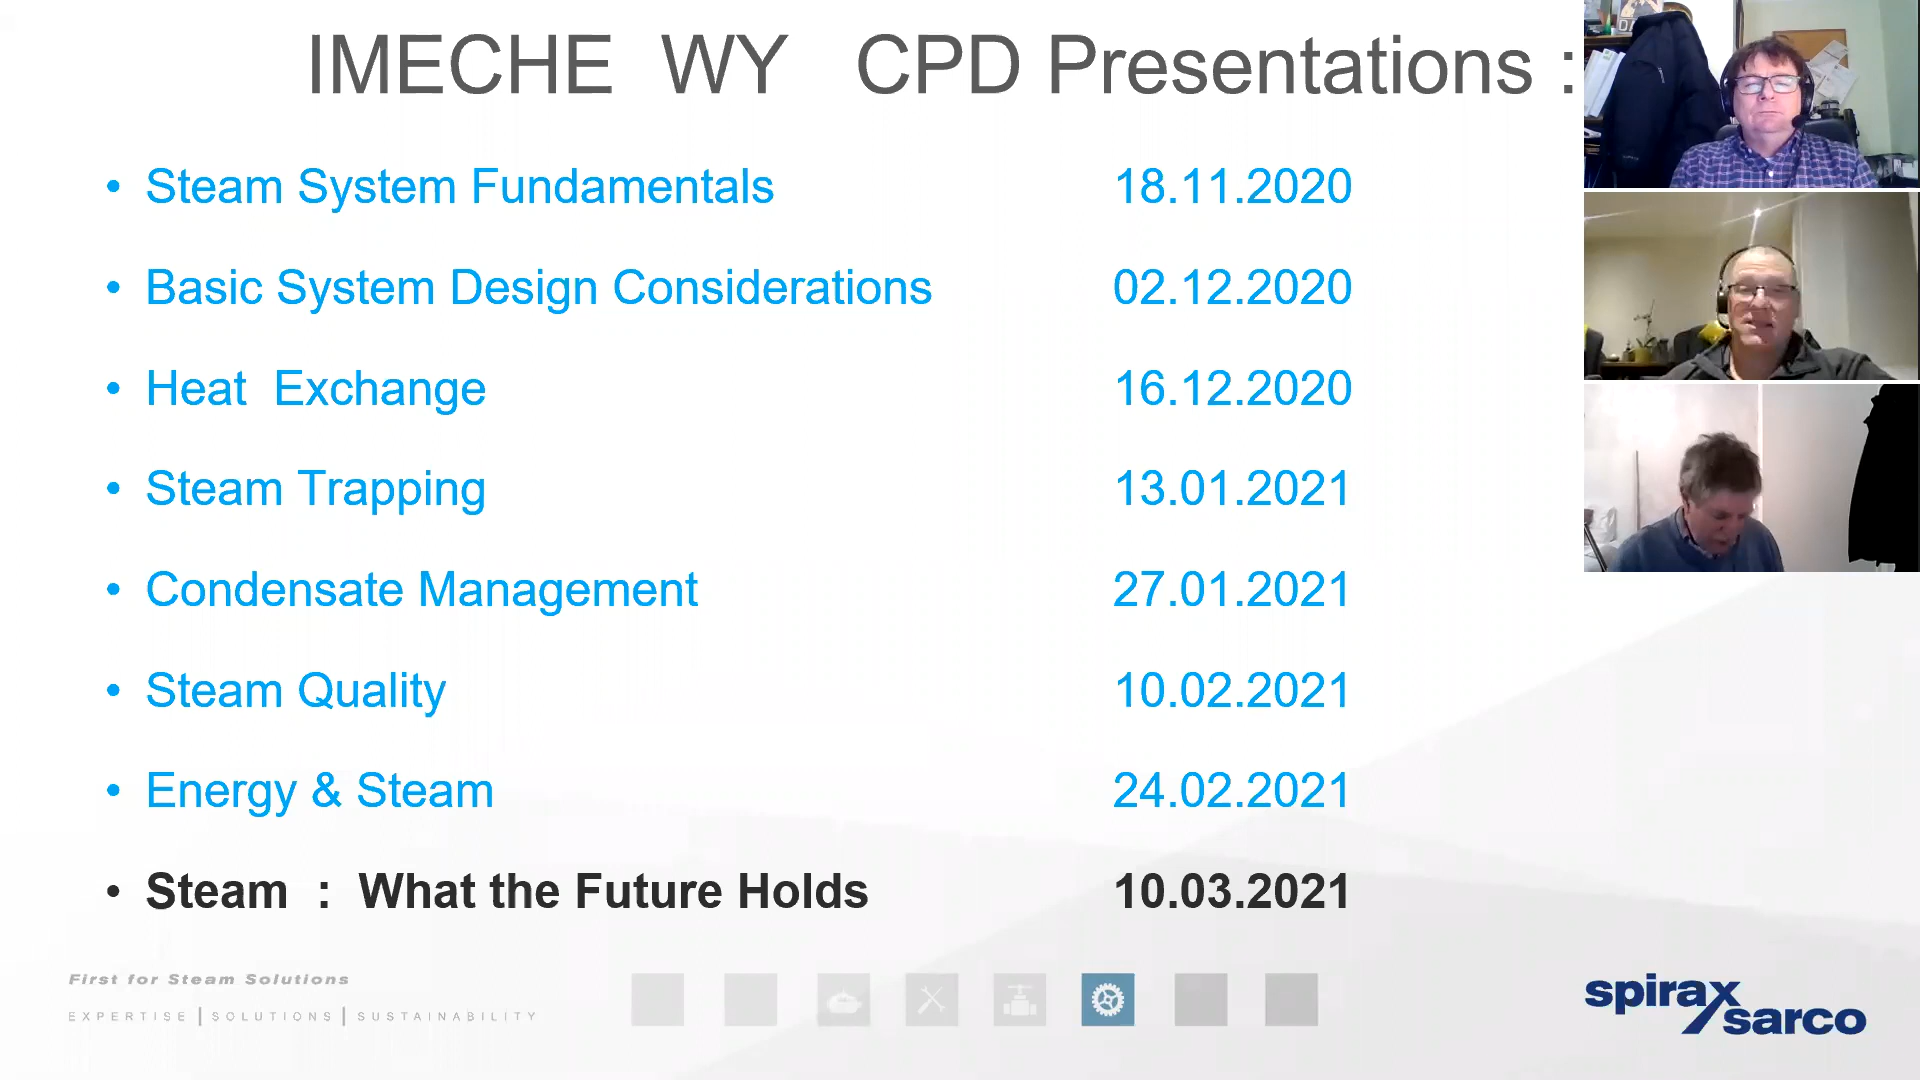 IMECHE WY CPD Presentations :
• Steam System Fundamentals 18.11.2020
• Basic System Design Considerations 02.12.2020
• Heat Exchange 16.12.2020
• Steam Trapping 13.01.2021
• Condensate Management 27.01.2021
• Steam Quality 10.02.2021
• Energy & Steam 24.02.2021
• Steam : What the Future Holds 10.03.2021
First for Steam Solutions
EXPERTISE | SOLUTIONS | SUSTAINABILITY
spirax
sarco